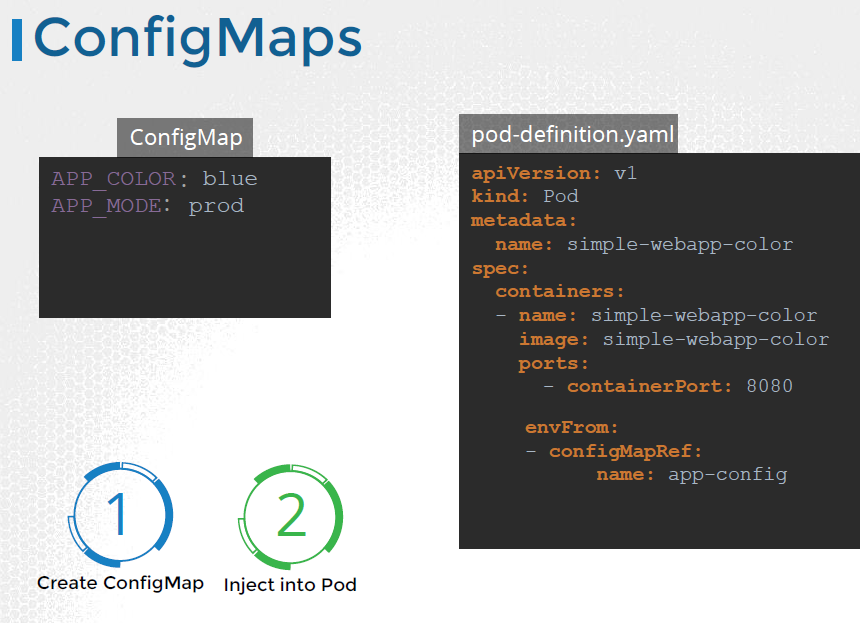 ConfigMaps
ConfigMap
APP_COLOR: blue
APP_MODE: prod
pod-definition.yaml
apiVersion: v1
kind: Pod
metadata:
  name: simple-webapp-color
spec:
  containers:
  - name: simple-webapp-color
    image: simple-webapp-color
    ports:
      - containerPort: 8080
    envFrom:
    - configMapRef:
          name: app-config
1
Create ConfigMap
2
Inject into Pod